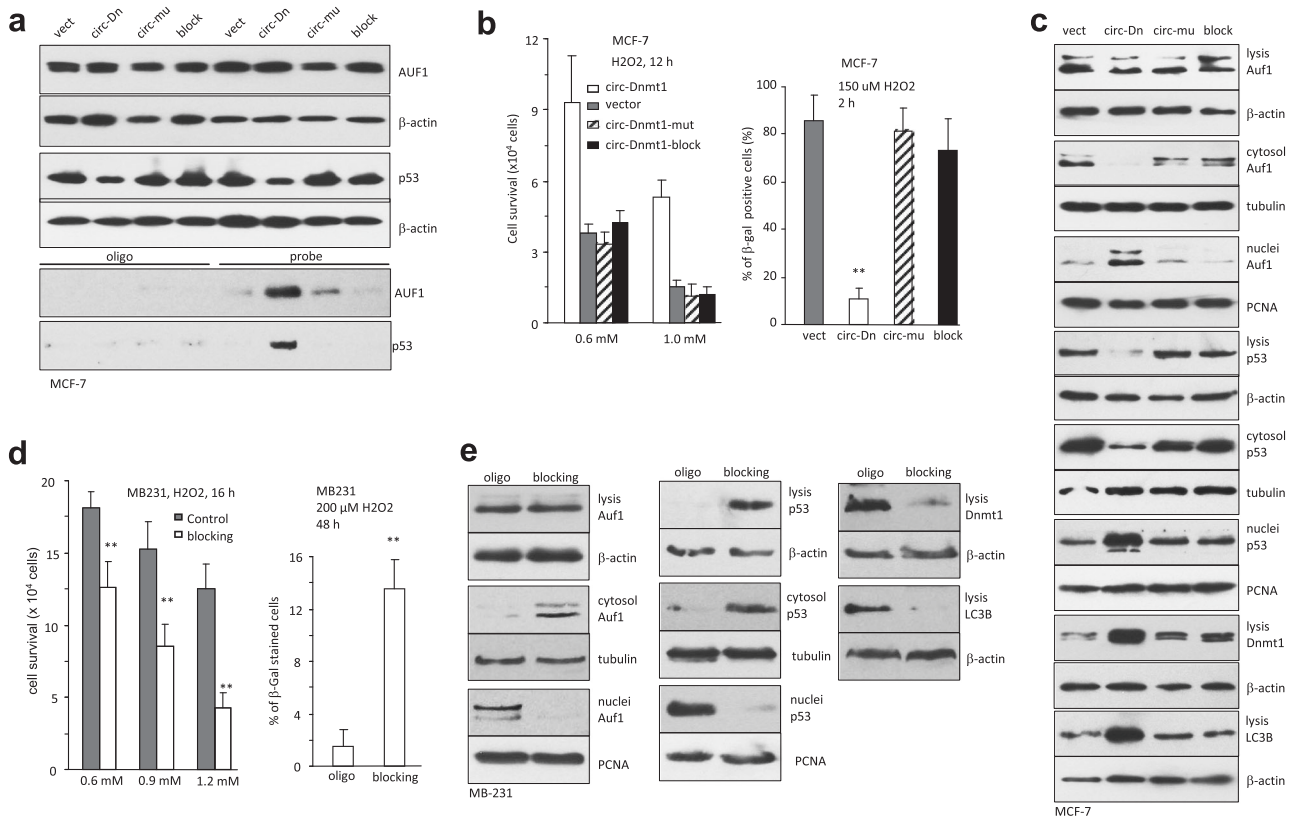 a
vect circ-Dn circ-mu block vect circ-Dn circ-mu block
AUF1
β-actin
p53
β-actin
oligo probe
AUF1
p53
MCF-7
b
MCF-7
H2O2, 12 h
circ-Dnmt1
vector
circ-Dnmt1-mut
circ-Dnmt1-block
Cell survival (x10⁴ cells)
12
9
6
3
0
0.6 mM 1.0 mM
MCF-7
150 uM H2O2
2 h
% of β-gal positive cells (%)
100
80
60
40
20
0
**
vect circ-Dn circ-mu block
c
vect circ-Dn circ-mu block
lysis
Auf1
β-actin
cytosol
Auf1
tubulin
nuclei
Auf1
PCNA
lysis
p53
β-actin
cytosol
p53
tubulin
nuclei
p53
PCNA
lysis
Dnmt1
β-actin
lysis
LC3B
β-actin
MCF-7
d
MB231, H2O2, 16 h
Control
blocking
cell survival (x 10⁴ cells)
20
15
10
5
0
**
**
**
0.6 mM 0.9 mM 1.2 mM
MB231
200 μM H2O2
48 h
% of β-Gal stained cells
16
12
8
4
0
**
oligo blocking
e
oligo blocking
lysis
Auf1
β-actin
cytosol
Auf1
tubulin
nuclei
Auf1
PCNA
MB-231
oligo blocking
lysis
p53
β-actin
cytosol
p53
tubulin
nuclei
p53
PCNA
oligo blocking
lysis
Dnmt1
β-actin
lysis
LC3B
β-actin